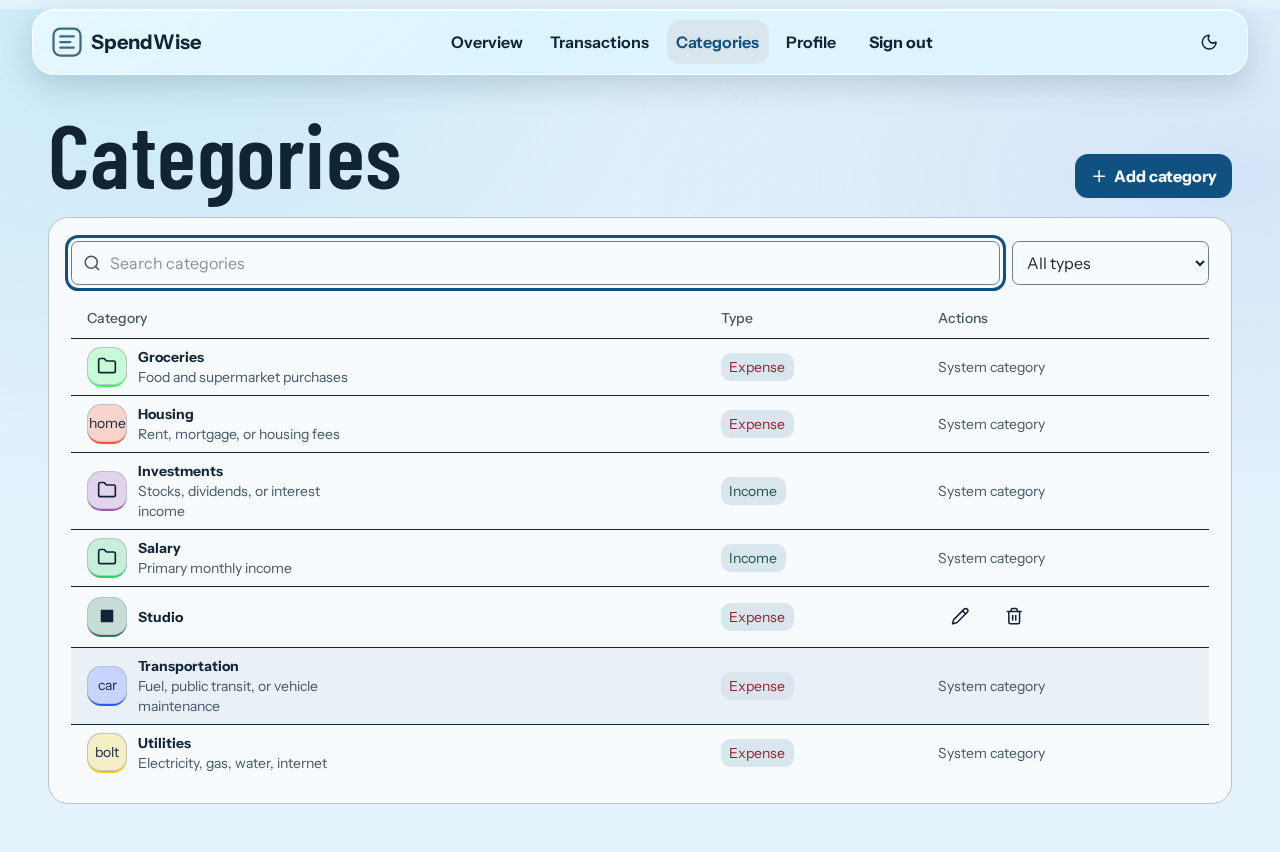 SpendWise
Overview
Transactions
Categories
Profile
Sign out
Categories
Add category
Search categories
All types
Category
Type
Actions
Groceries
Food and supermarket purchases
Expense
System category
home
Housing
Rent, mortgage, or housing fees
Expense
System category
Investments
Stocks, dividends, or interest
income
Income
System category
Salary
Primary monthly income
Income
System category
Studio
Expense
car
Transportation
Fuel, public transit, or vehicle
maintenance
Expense
System category
bolt
Utilities
Electricity, gas, water, internet
Expense
System category